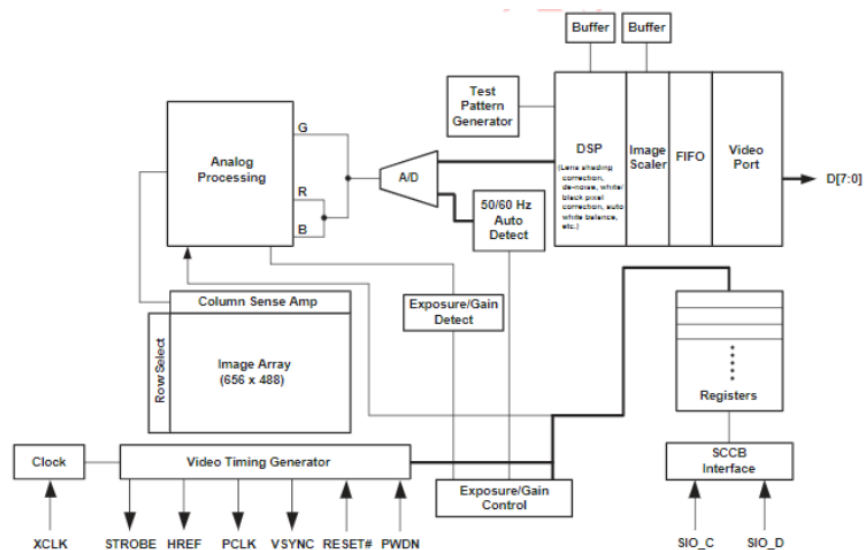 Buffer
Buffer
Test
Pattern
Generator
DSP
(Lens shading
correction,
de-noise, white/
black pixel
correction, auto
white balance,
etc.)
Image
Scaler
FIFO
Video
Port
D[7:0]
G
Analog
Processing
R
B
A/D
50/60 Hz
Auto
Detect
Column Sense Amp
Exposure/Gain
Detect
Row Select
Image Array
(656 x 488)
Registers
Clock
Video Timing Generator
Exposure/Gain
Control
SCCB
Interface
XCLK
STROBE
HREF
PCLK
VSYNC
RESET#
PWDN
SIO_C
SIO_D